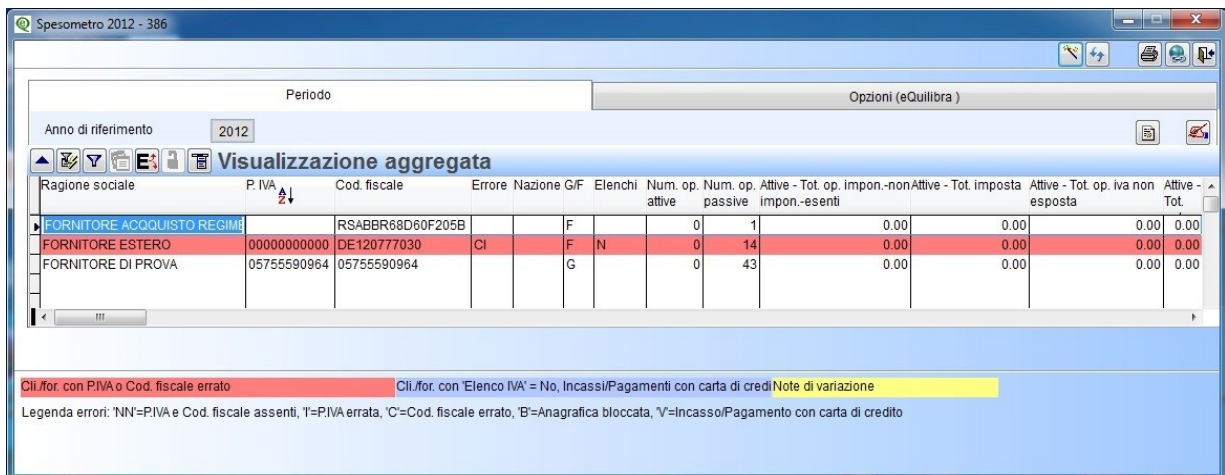 Spesometro 2012 - 386
Periodo
Opzioni (eQuilibra )
Anno di riferimento 2012
Visualizzazione aggregata
Ragione sociale P. IVA Cod. fiscale Errore Nazione G/F Elenchi Num. op. attive Num. op. passive Attive - Tot. op. impon.-non impon.-esenti Attive - Tot. imposta Attive - Tot. op. iva non esposta Attive - Tot.
FORNITORE ACQQUISTO REGIME RSABBR68D60F205B F 0 1 0.00 0.00 0.00 0.00
FORNITORE ESTERO 00000000000 DE120777030 CI F N 0 14 0.00 0.00 0.00 0.00
FORNITORE DI PROVA 05755590964 05755590964 G 0 43 0.00 0.00 0.00 0.00
Cli./for. con P.IVA o Cod. fiscale errato Cli./for. con 'Elenco IVA' = No, Incassi/Pagamenti con carta di credi Note di variazione
Legenda errori: 'NN'=P.IVA e Cod. fiscale assenti, 'I'=P.IVA errata, 'C'=Cod. fiscale errato, 'B'=Anagrafica bloccata, 'V'=Incasso/Pagamento con carta di credito